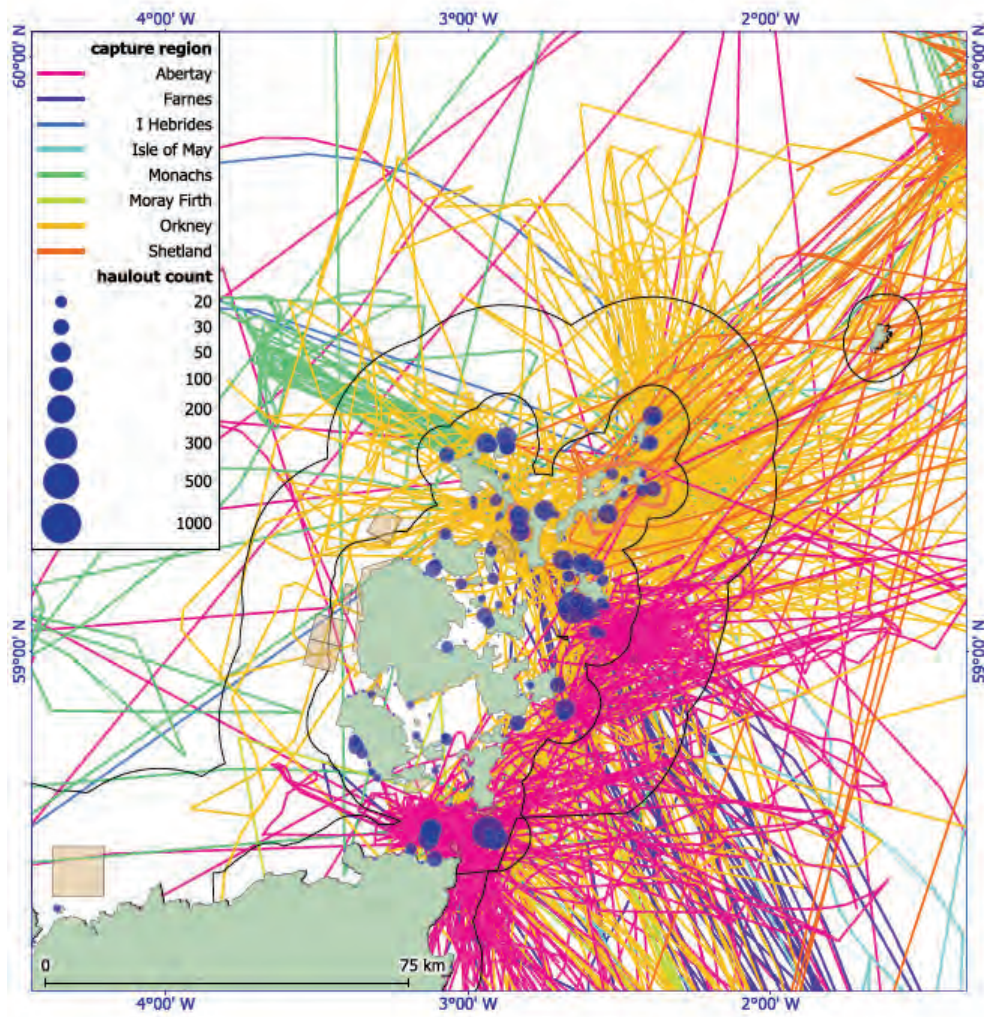 4°00' W 3°00' W 2°00' W
60°00' N 60°00' N
capture region
Abertay
Farnes
I Hebrides
Isle of May
Monachs
Moray Firth
Orkney
Shetland
haulout count
20
30
50
100
200
300
500
1000
59°00' N 59°00' N
0 75 km
4°00' W 3°00' W 2°00' W